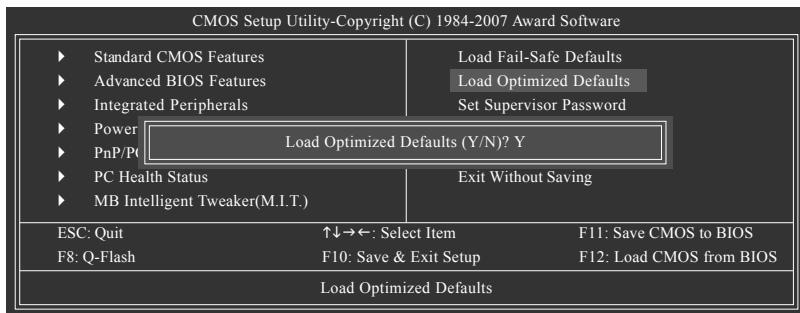 CMOS Setup Utility-Copyright (C) 1984-2007 Award Software
Standard CMOS Features
Advanced BIOS Features
Integrated Peripherals
Power
PnP/P
PC Health Status
MB Intelligent Tweaker(M.I.T.)
Load Fail-Safe Defaults
Load Optimized Defaults
Set Supervisor Password
Exit Without Saving
Load Optimized Defaults (Y/N)? Y
ESC: Quit ↑↓→←: Select Item F11: Save CMOS to BIOS
F8: Q-Flash F10: Save & Exit Setup F12: Load CMOS from BIOS
Load Optimized Defaults